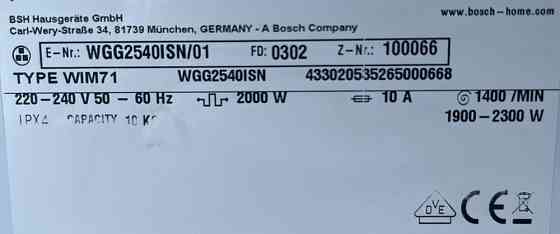 www.bosch-home.com
BSH Hausgeräte GmbH
Carl-Wery-Straße 34, 81739 München, GERMANY - A Bosch Company
E-Nr.: WGG2540ISN/01 FD: 0302 Z-Nr.: 100066
TYPE WIM71 WGG2540ISN 433020535265000668
220-240 V 50 – 60 Hz 2000 W 10 A 1400 /MIN
IPX4 CAPACITY 10 KG 1900-2300 W
DVE CE